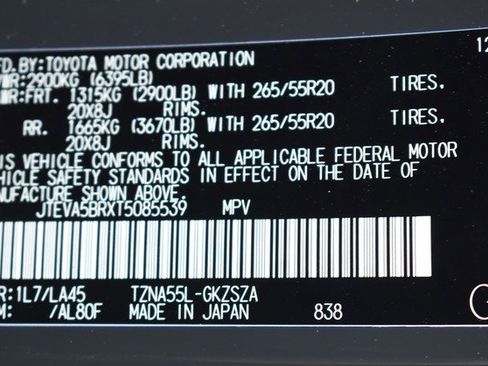 12
FD.BY:TOYOTA MOTOR CORPORATION
WR:2900KG (6395LB)
WR:FRT. 1315KG (2900LB) WITH 265/55R20 TIRES,
20X8J RIMS.
RR. 1665KG (3670LB) WITH 265/55R20 TIRES,
20X8J RIMS.
IS VEHICLE CONFORMS TO ALL APPLICABLE FEDERAL MOTOR
EHICLE SAFETY STANDARDS IN EFFECT ON THE DATE OF
NUFACTURE SHOWN ABOVE.
JTEVA5BRXT5085539 MPV
R:1L7/LA45 TZNA55L-GKZSZA
M: /AL80F MADE IN JAPAN 838